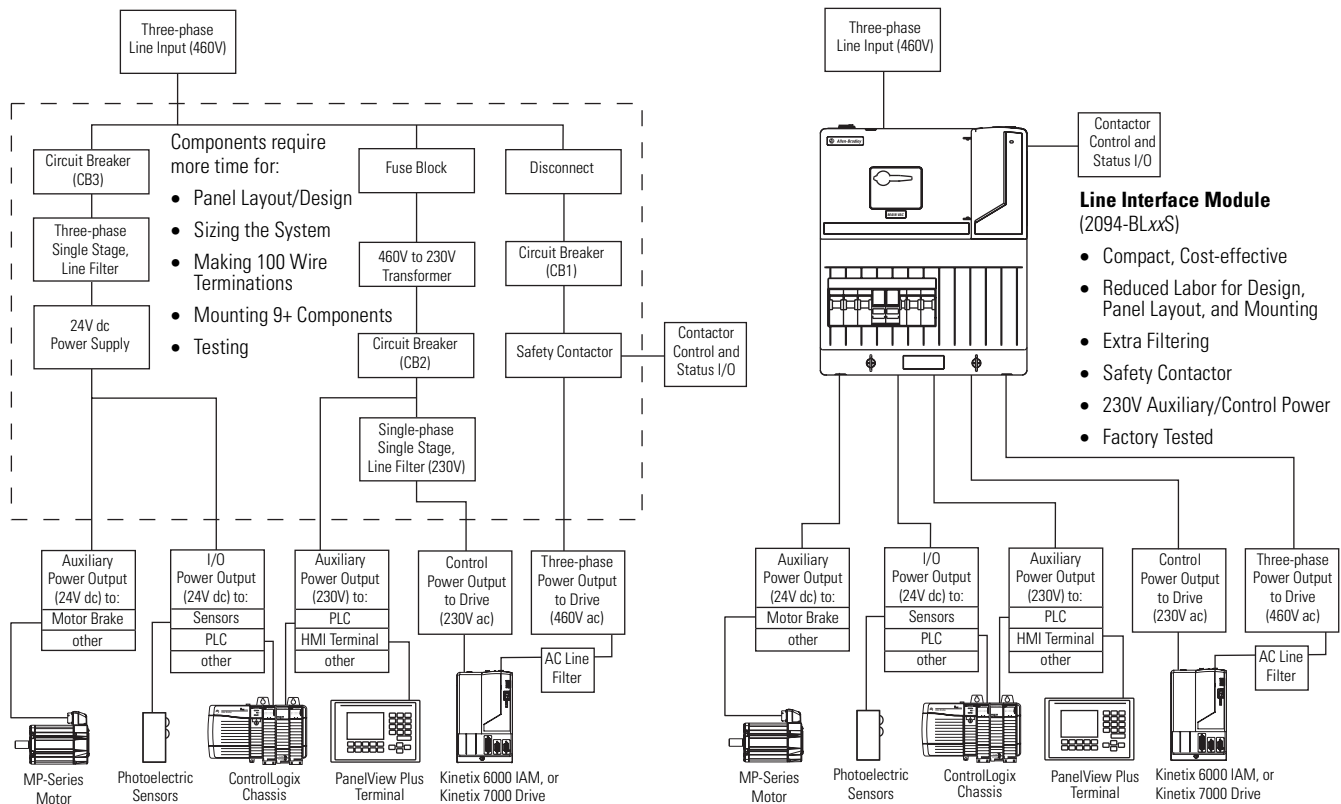 Three-phase
Line Input (460V)
Circuit Breaker
(CB3)
Three-phase
Single Stage,
Line Filter
24V dc
Power Supply
Components require
more time for:
• Panel Layout/Design
• Sizing the System
• Making 100 Wire
Terminations
• Mounting 9+ Components
• Testing
Fuse Block
460V to 230V
Transformer
Circuit Breaker
(CB2)
Single-phase
Single Stage,
Line Filter (230V)
Disconnect
Circuit Breaker
(CB1)
Safety Contactor
Contactor
Control and
Status I/O
Auxiliary
Power Output
(24V dc) to:
Motor Brake
other
I/O
Power Output
(24V dc) to:
Sensors
PLC
other
Auxiliary
Power Output
(230V) to:
PLC
HMI Terminal
other
Control
Power Output
to Drive
(230V ac)
Three-phase
Power Output
to Drive
(460V ac)
AC Line
Filter
MP-Series
Motor
Photoelectric
Sensors
ControlLogix
Chassis
PanelView Plus
Terminal
Kinetix 6000 IAM, or
Kinetix 7000 Drive
Three-phase
Line Input (460V)
Allen-Bradley
Contactor
Control and
Status I/O
Line Interface Module
(2094-BLxxS)
• Compact, Cost-effective
• Reduced Labor for Design,
Panel Layout, and Mounting
• Extra Filtering
• Safety Contactor
• 230V Auxiliary/Control Power
• Factory Tested
Auxiliary
Power Output
(24V dc) to:
Motor Brake
other
I/O
Power Output
(24V dc) to:
Sensors
PLC
other
Auxiliary
Power Output
(230V) to:
PLC
HMI Terminal
other
Control
Power Output
to Drive
(230V ac)
Three-phase
Power Output
to Drive
(460V ac)
AC Line
Filter
MP-Series
Motor
Photoelectric
Sensors
ControlLogix
Chassis
PanelView Plus
Terminal
Kinetix 6000 IAM, or
Kinetix 7000 Drive